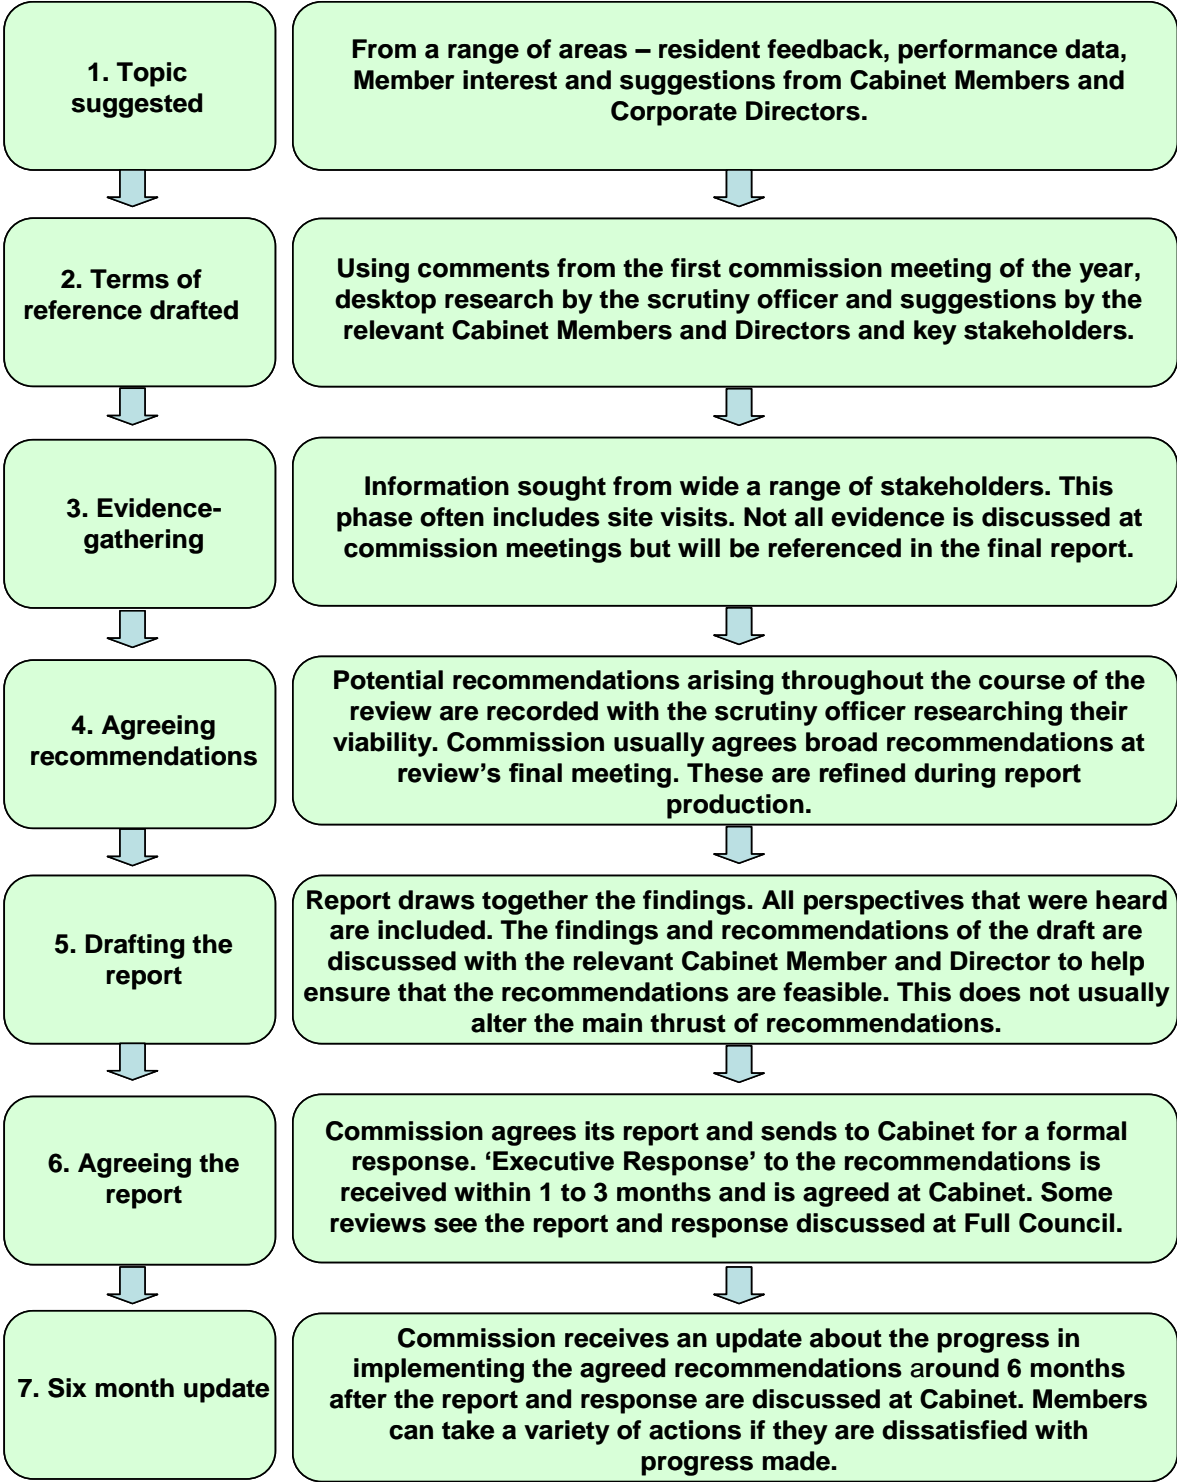 1. Topic
suggested
From a range of areas – resident feedback, performance data,
Member interest and suggestions from Cabinet Members and
Corporate Directors.
2. Terms of
reference drafted
Using comments from the first commission meeting of the year,
desktop research by the scrutiny officer and suggestions by the
relevant Cabinet Members and Directors and key stakeholders.
3. Evidence-
gathering
Information sought from wide a range of stakeholders. This
phase often includes site visits. Not all evidence is discussed at
commission meetings but will be referenced in the final report.
4. Agreeing
recommendations
Potential recommendations arising throughout the course of the
review are recorded with the scrutiny officer researching their
viability. Commission usually agrees broad recommendations at
review's final meeting. These are refined during report
production.
5. Drafting the
report
Report draws together the findings. All perspectives that were heard
are included. The findings and recommendations of the draft are
discussed with the relevant Cabinet Member and Director to help
ensure that the recommendations are feasible. This does not usually
alter the main thrust of recommendations.
6. Agreeing the
report
Commission agrees its report and sends to Cabinet for a formal
response. ‘Executive Response’ to the recommendations is
received within 1 to 3 months and is agreed at Cabinet. Some
reviews see the report and response discussed at Full Council.
7. Six month update
Commission receives an update about the progress in
implementing the agreed recommendations around 6 months
after the report and response are discussed at Cabinet. Members
can take a variety of actions if they are dissatisfied with
progress made.